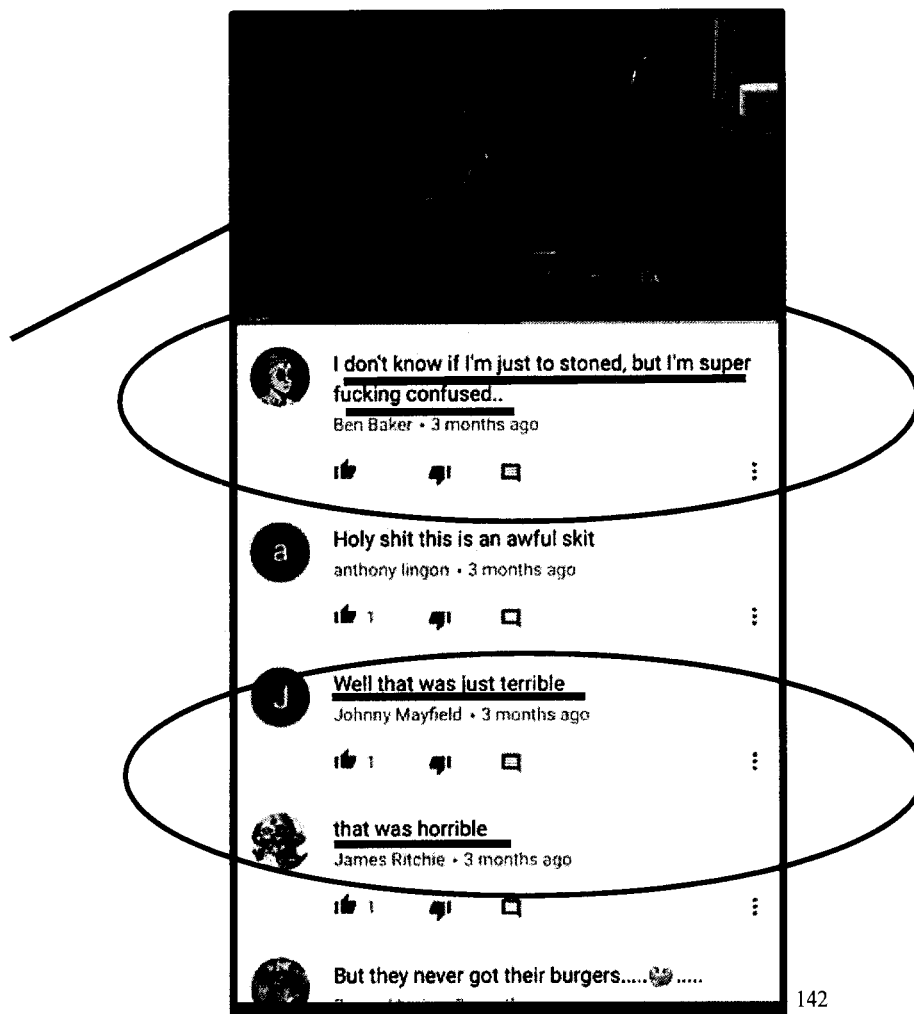 I don't know if I'm just to stoned, but I'm super
fucking confused..
Ben Baker • 3 months ago
a
Holy shit this is an awful skit
anthony lingon • 3 months ago
1
J
Well that was just terrible
Johnny Mayfield • 3 months ago
1
that was horrible
James Ritchie • 3 months ago
1
But they never got their burgers.....😂.....
142